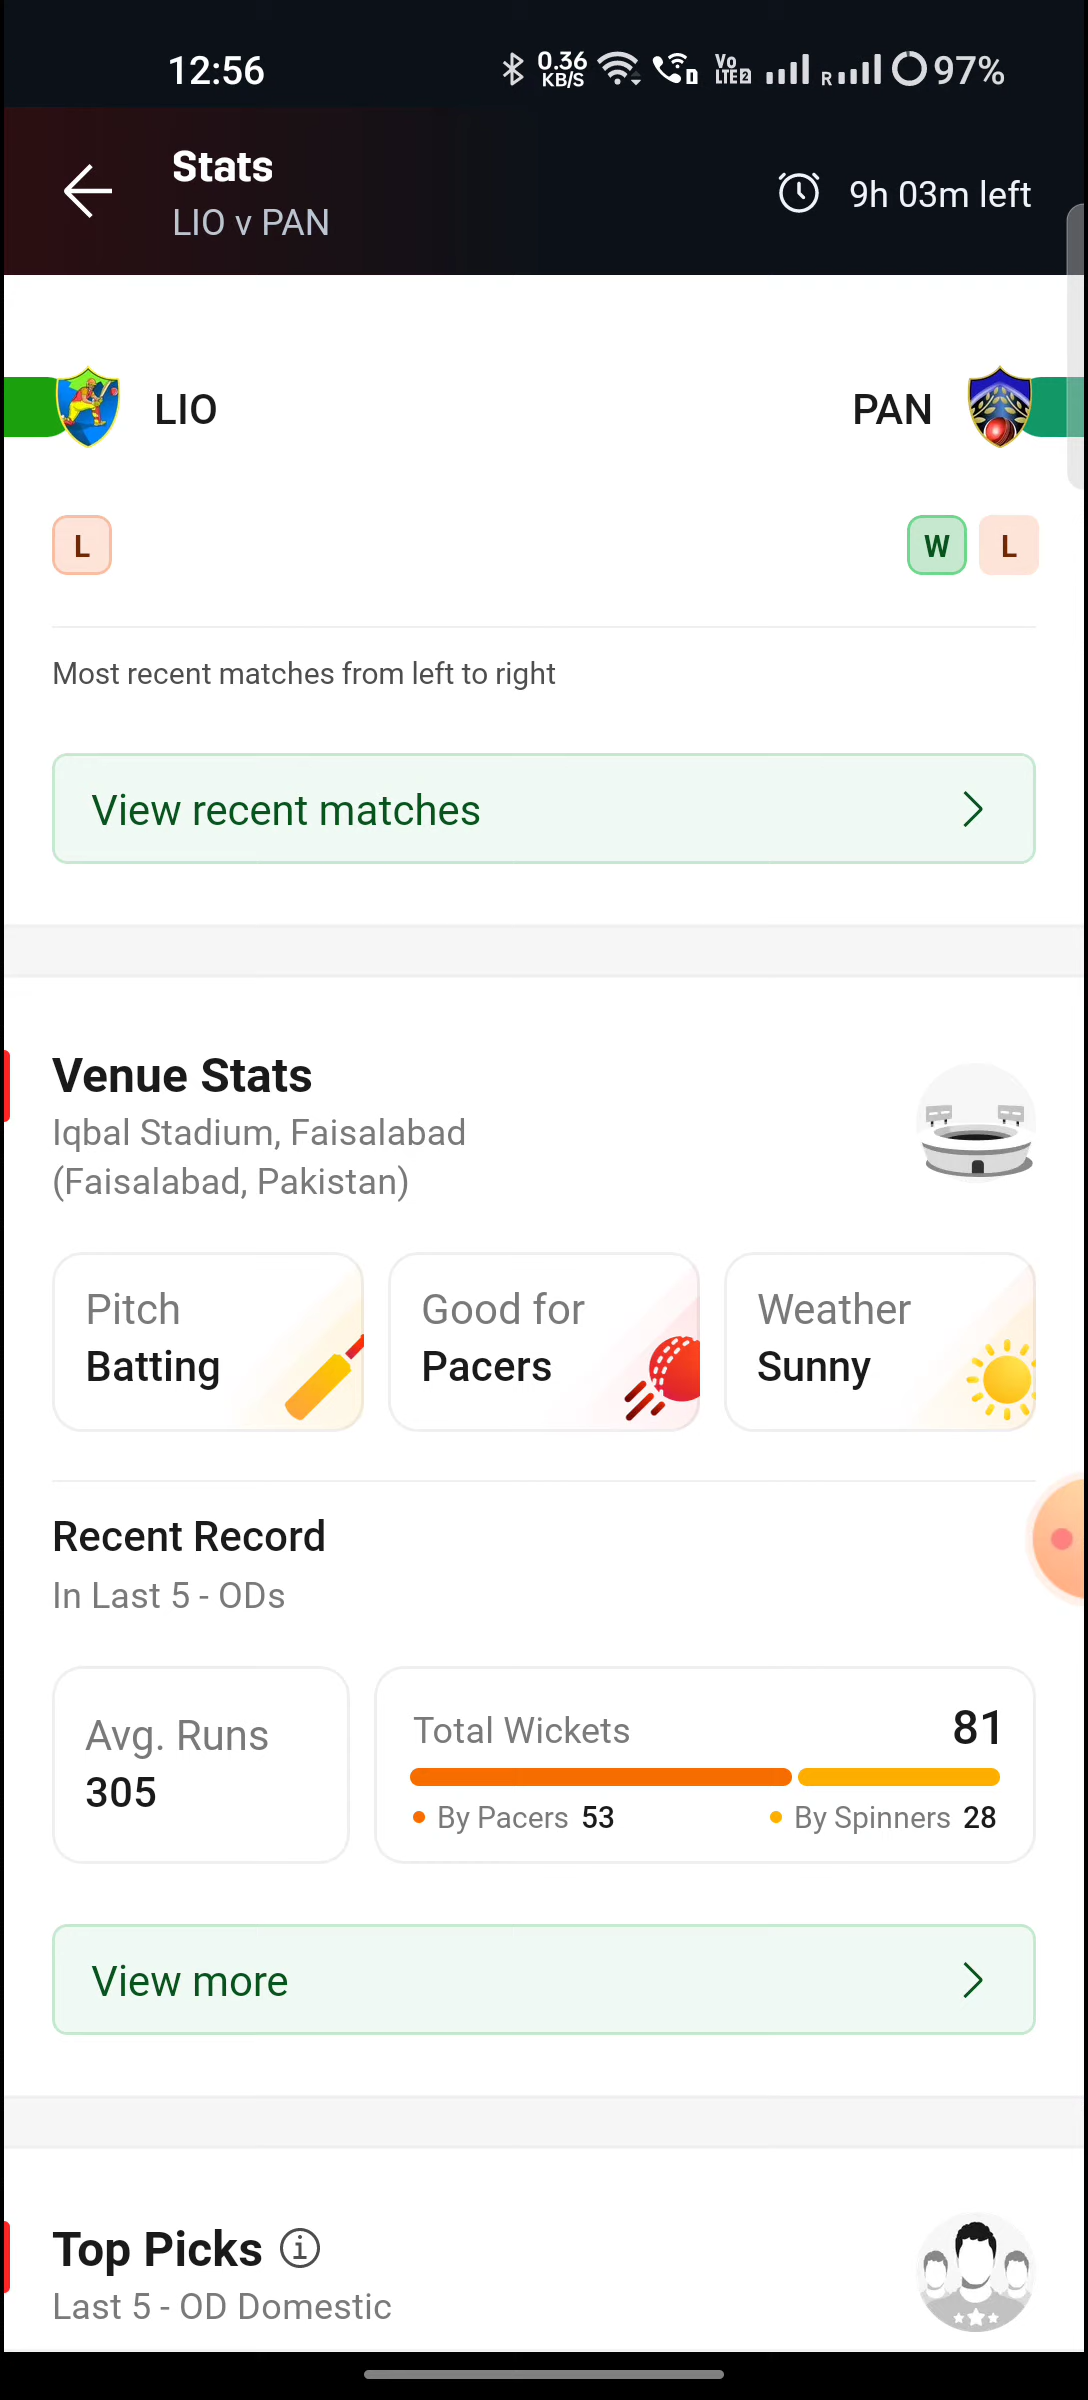 12:56
0.36 KB/S
Vo LTE 2
R
97%
Stats
LIO v PAN
9h 03m left
LIO
PAN
L
W
L
Most recent matches from left to right
View recent matches
Venue Stats
Iqbal Stadium, Faisalabad
(Faisalabad, Pakistan)
Pitch
Batting
Good for
Pacers
Weather
Sunny
Recent Record
In Last 5 - ODs
Avg. Runs
305
Total Wickets
81
By Pacers 53
By Spinners 28
View more
Top Picks
Last 5 - OD Domestic